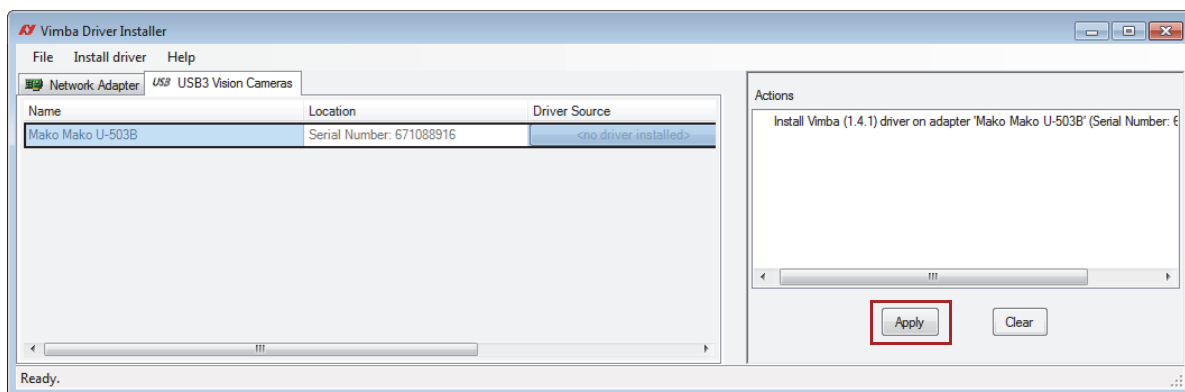 Vimba Driver Installer
File Install driver Help
Network Adapter USB USB3 Vision Cameras
Name Location Driver Source
Mako Mako U-503B Serial Number: 671088916 <no driver installed>
Actions
Install Vimba (1.4.1) driver on adapter 'Mako Mako U-503B' (Serial Number: 6
Apply Clear
Ready.